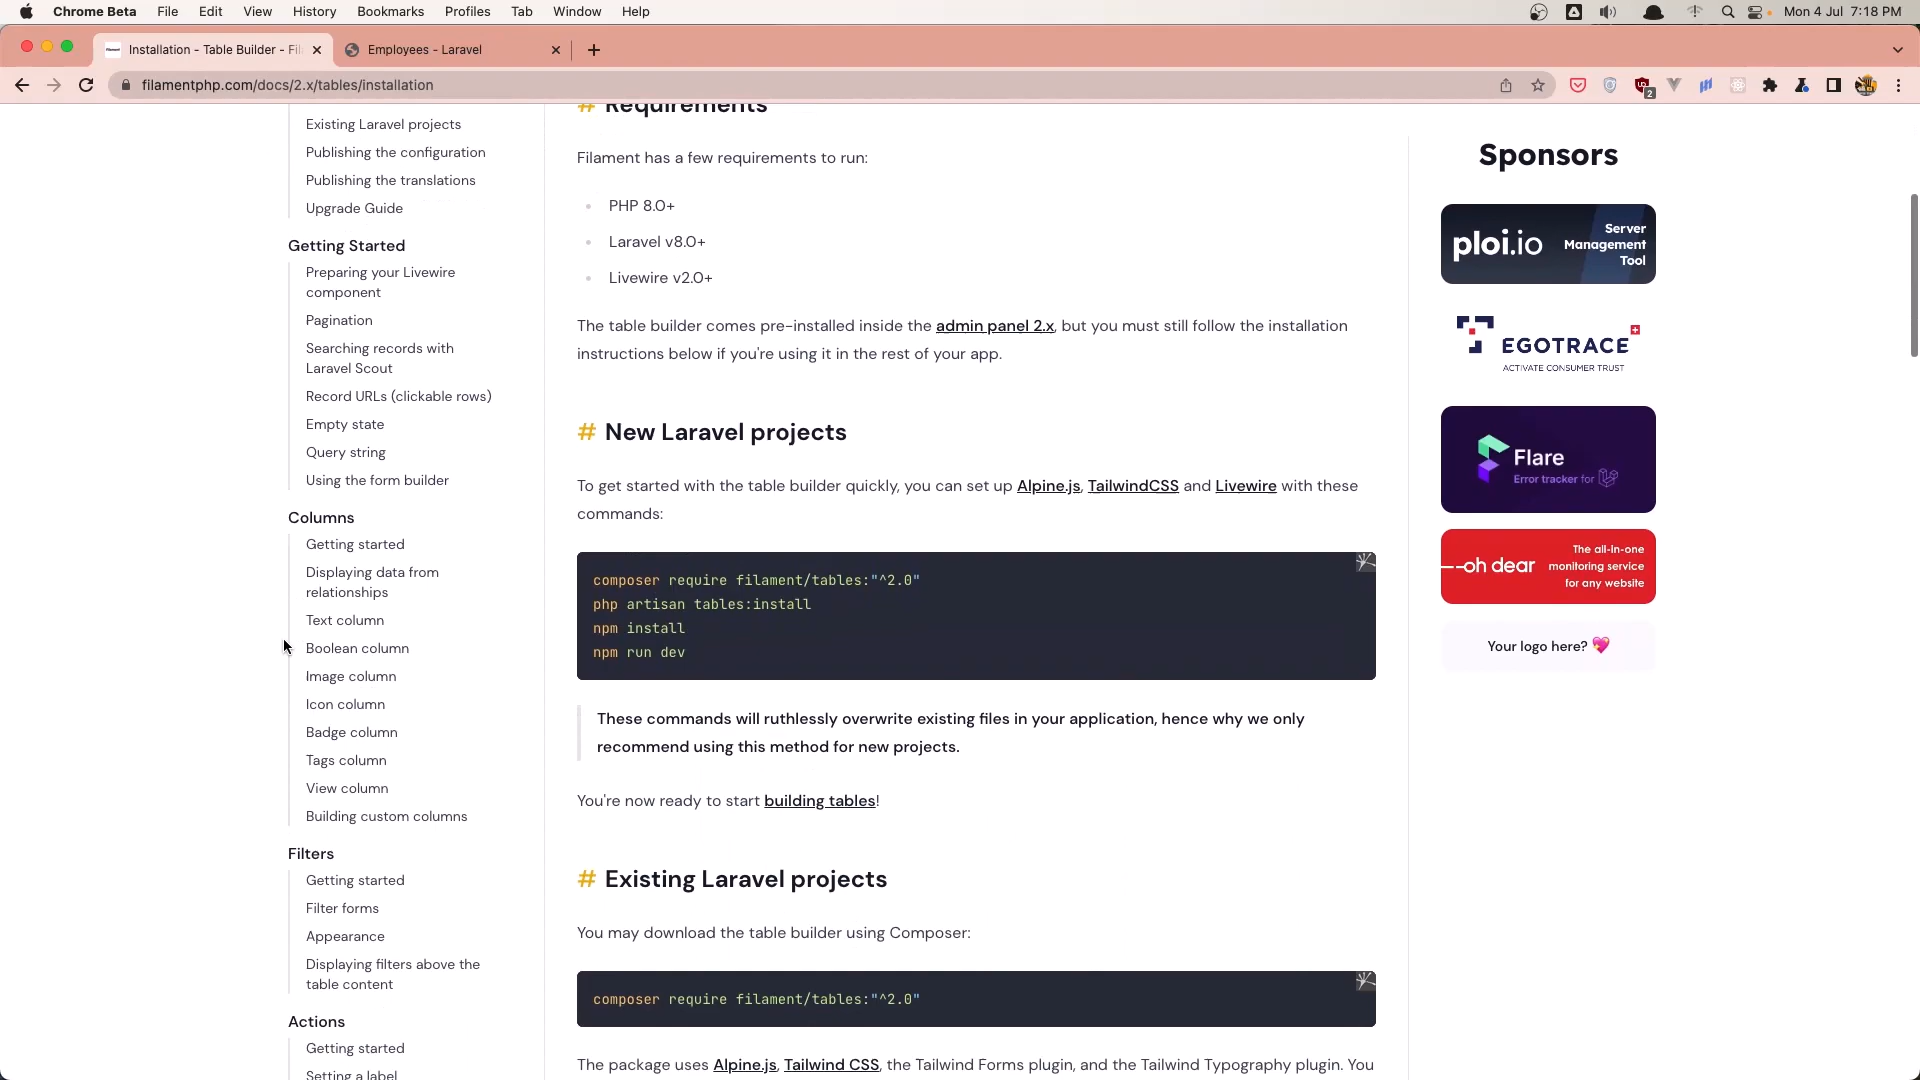 Chrome Beta File Edit View History Bookmarks Profiles Tab Window Help
Mon 4 Jul 7:18 PM
Installation - Table Builder - Fil
Employees - Laravel
filamentphp.com/docs/2.x/tables/installation
2
Existing Laravel projects
Publishing the configuration
Publishing the translations
Upgrade Guide
Getting Started
Preparing your Livewire
component
Pagination
Searching records with
Laravel Scout
Record URLs (clickable rows)
Empty state
Query string
Using the form builder
Columns
Getting started
Displaying data from
relationships
Text column
Boolean column
Image column
Icon column
Badge column
Tags column
View column
Building custom columns
Filters
Getting started
Filter forms
Appearance
Displaying filters above the
table content
Actions
Getting started
Setting a label
# Requirements
Filament has a few requirements to run:
PHP 8.0+
Laravel v8.0+
Livewire v2.0+
The table builder comes pre-installed inside the admin panel 2.x, but you must still follow the installation
instructions below if you're using it in the rest of your app.
# New Laravel projects
To get started with the table builder quickly, you can set up Alpine.js, TailwindCSS and Livewire with these
commands:
composer require filament/tables:"^2.0"
php artisan tables:install
npm install
npm run dev
These commands will ruthlessly overwrite existing files in your application, hence why we only
recommend using this method for new projects.
You're now ready to start building tables!
# Existing Laravel projects
You may download the table builder using Composer:
composer require filament/tables:"^2.0"
The package uses Alpine.js, Tailwind CSS, the Tailwind Forms plugin, and the Tailwind Typography plugin. You
Sponsors
ploi.io
Server
Management
Tool
EGOTRACE
ACTIVATE CONSUMER TRUST
Flare
Error tracker for
oh dear
The all-in-one
monitoring service
for any website
Your logo here? 💖